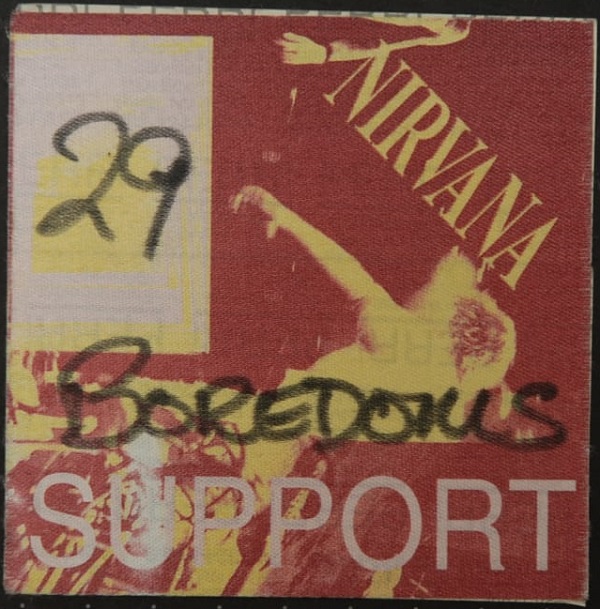 NIRVANA
29
BOREDOMS
SUPPORT